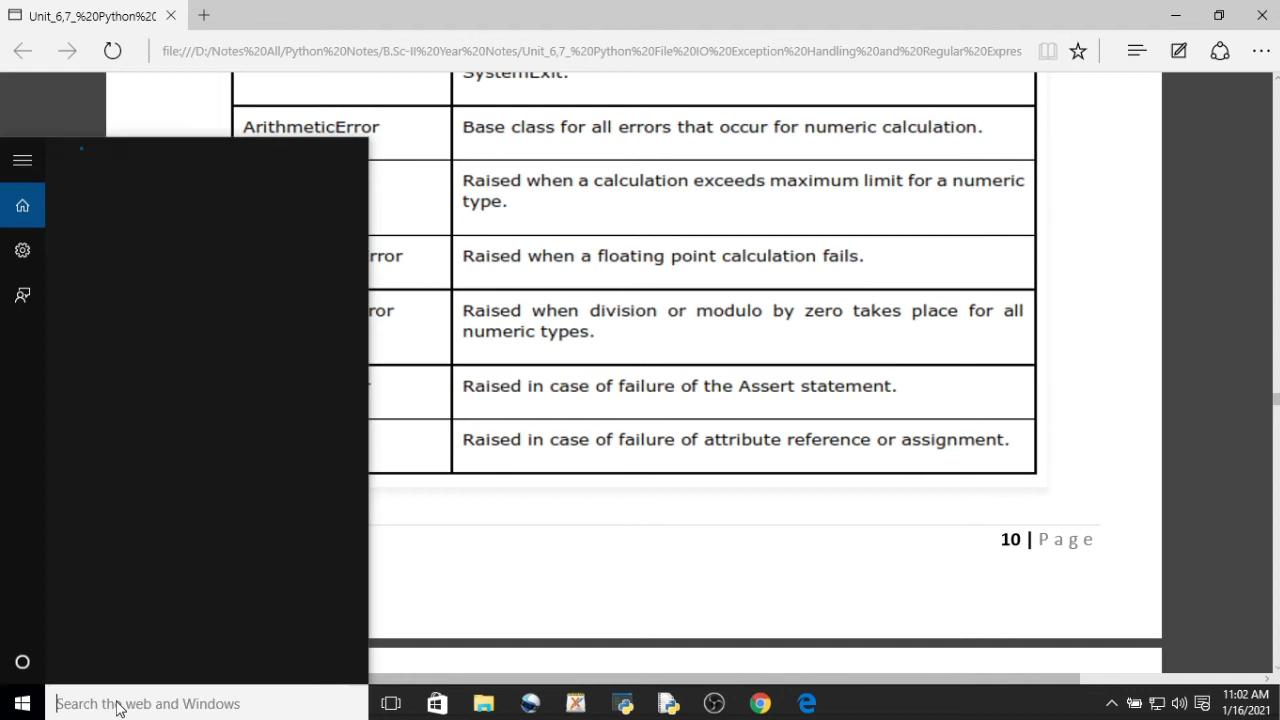 Unit_6,7_%20Python%20
file:///D:/Notes%20All/Python%20Notes/B.Sc-II%20Year%20Notes/Unit_6,7_%20Python%20File%20IO%20Exception%20Handling%20and%20Regular%20Expres
SystemExit.
ArithmeticError
Base class for all errors that occur for numeric calculation.
Raised when a calculation exceeds maximum limit for a numeric
type.
rror
Raised when a floating point calculation fails.
ror
Raised when division or modulo by zero takes place for all
numeric types.
r
Raised in case of failure of the Assert statement.
Raised in case of failure of attribute reference or assignment.
10 | Page
Search the web and Windows
11:02 AM
1/16/2021